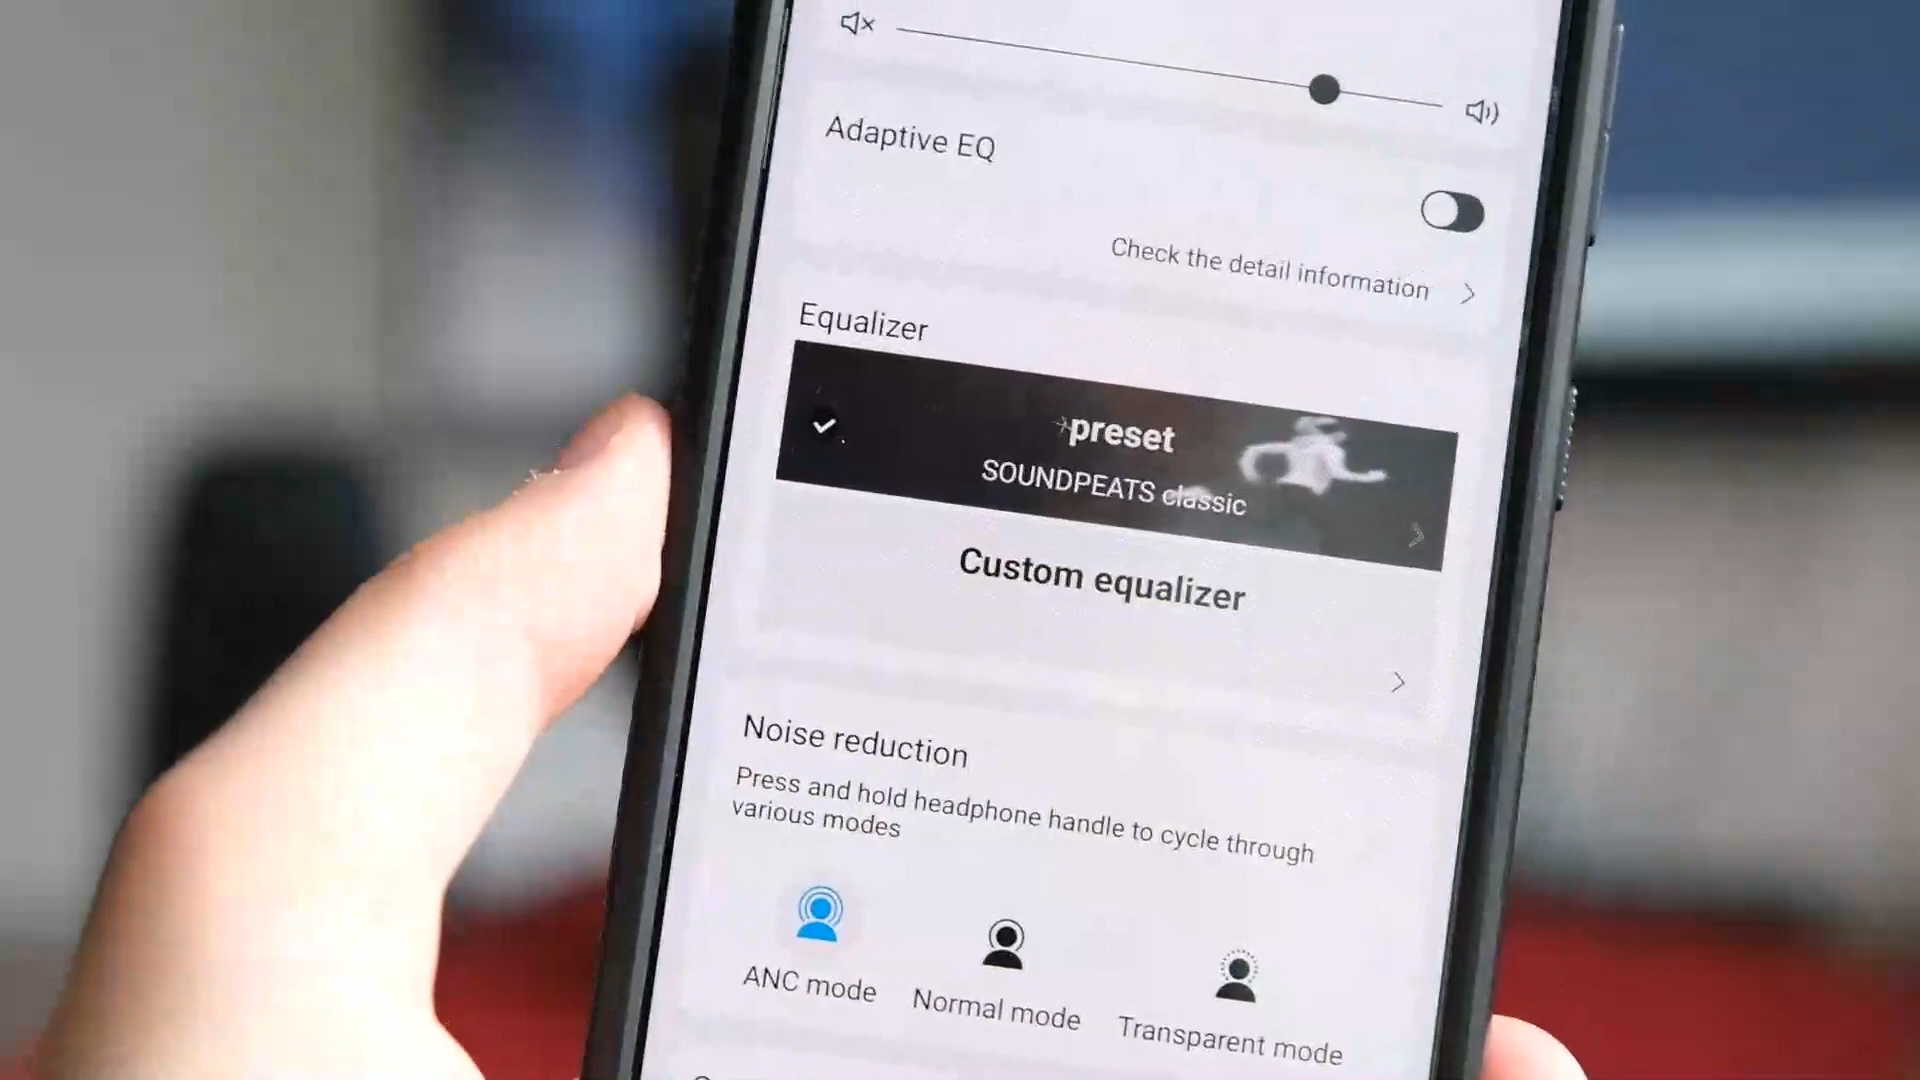 Adaptive EQ
Check the detail information
Equalizer
preset
SOUNDPEATS classic
Custom equalizer
Noise reduction
Press and hold headphone handle to cycle through
various modes
ANC mode
Normal mode
Transparent mode